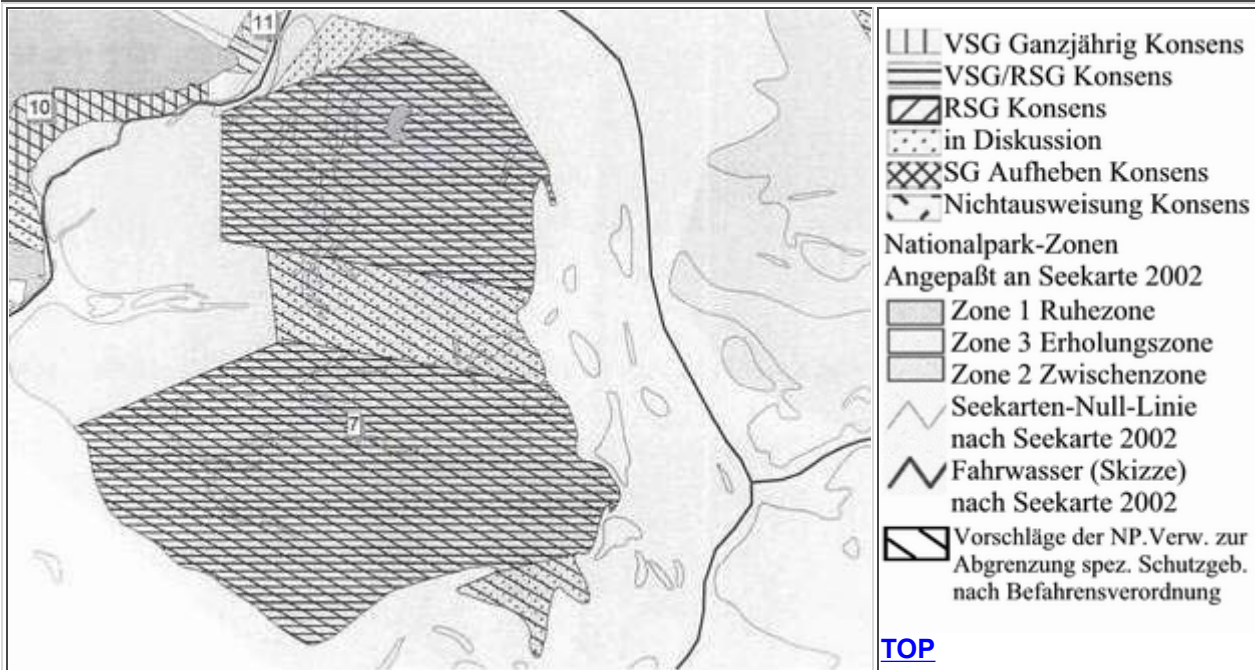 11
10
7
VSG Ganzjährig Konsens
VSG/RSG Konsens
RSG Konsens
in Diskussion
SG Aufheben Konsens
Nichtausweisung Konsens
Nationalpark-Zonen
Angepaßt an Seekarte 2002
Zone 1 Ruhezone
Zone 3 Erholungszone
Zone 2 Zwischenzone
Seekarten-Null-Linie
nach Seekarte 2002
Fahrwasser (Skizze)
nach Seekarte 2002
Vorschläge der NP.Verw. zur
Abgrenzung spez. Schutzgeb.
nach Befahrensverordnung
TOP